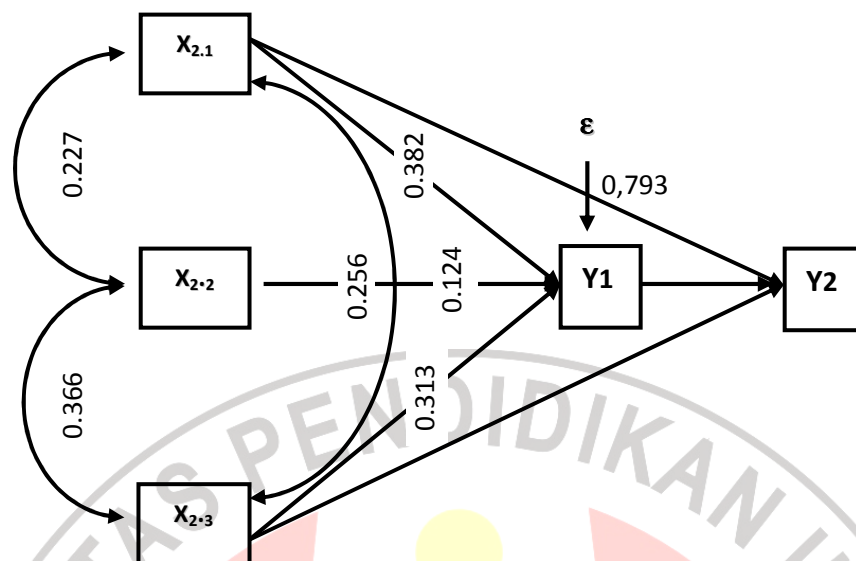 X2.1
ε
0.227
0.382
0,793
X2.2
0.256
0.124
Y1
Y2
0.366
0.313
X2.3
TAS PENDIDIKAN